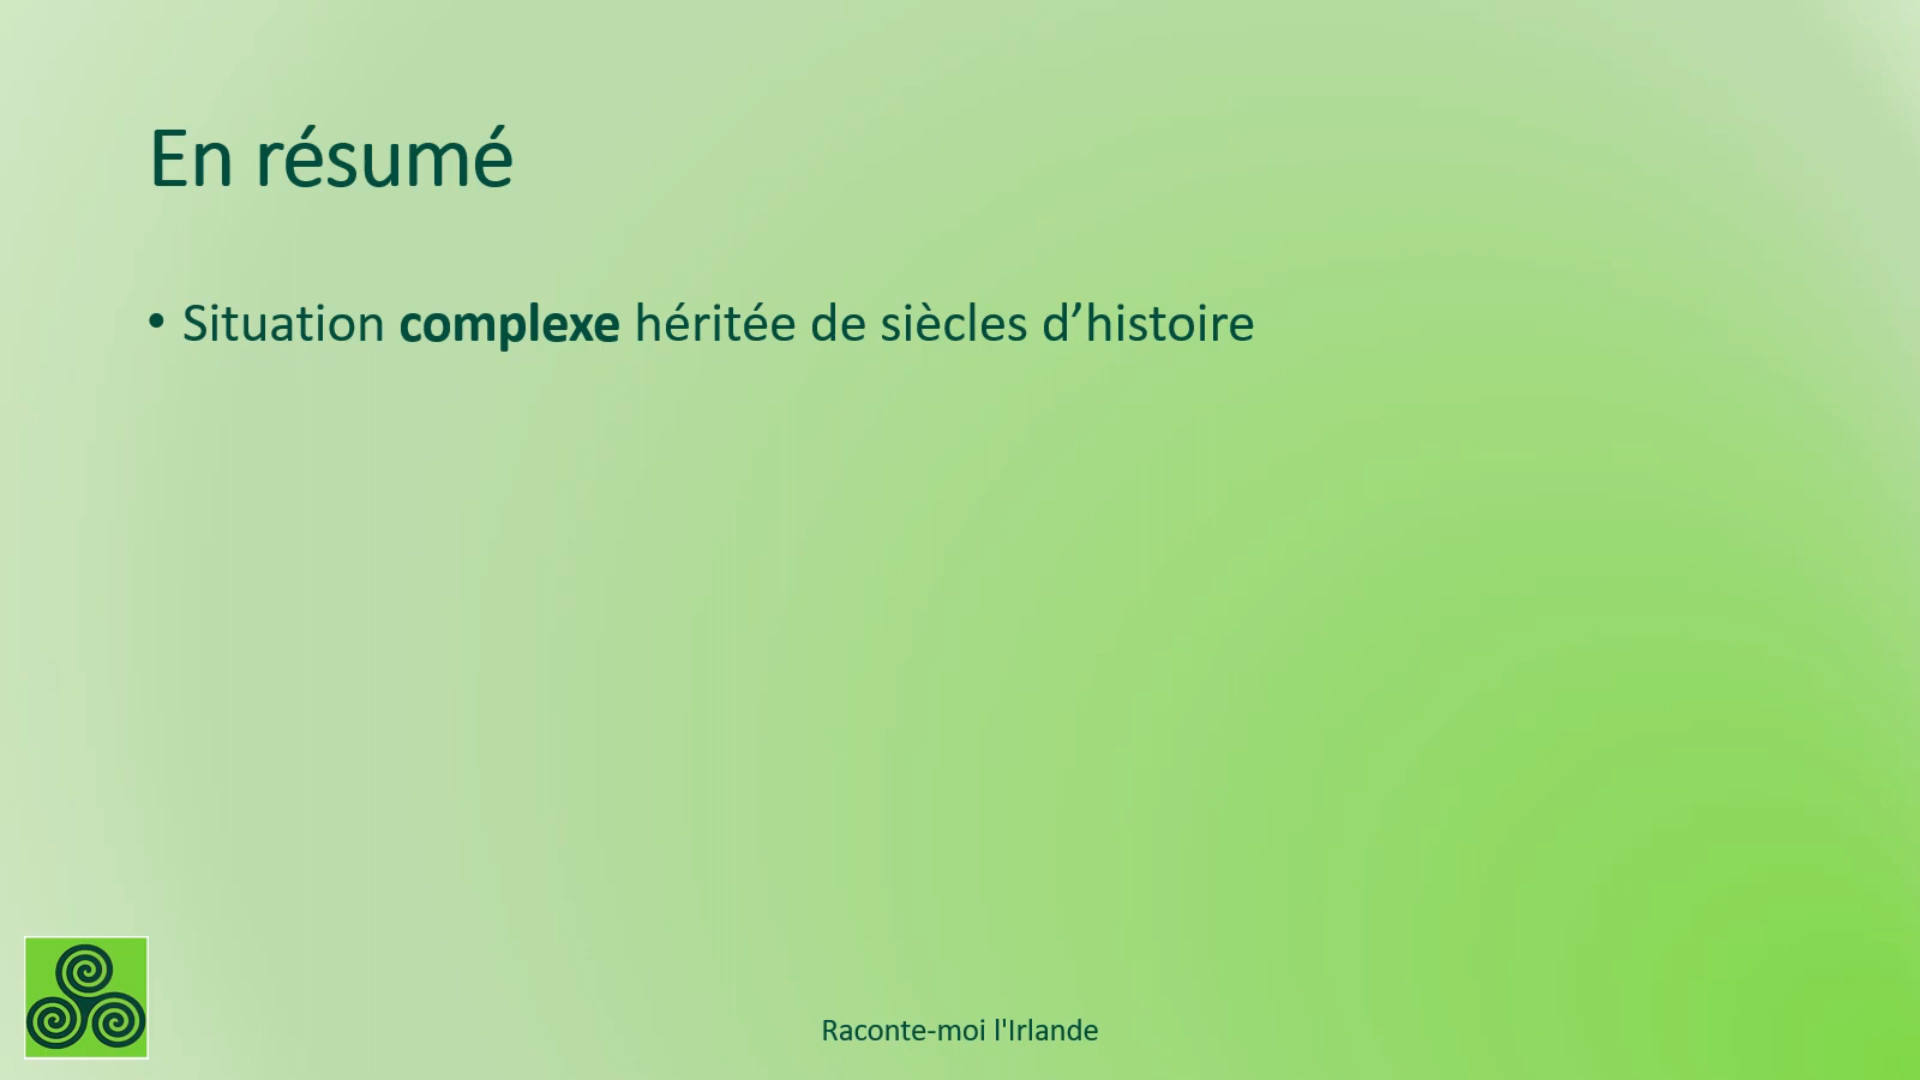 En résumé
• Situation complexe héritée de siècles d’histoire
Raconte-moi l'Irlande